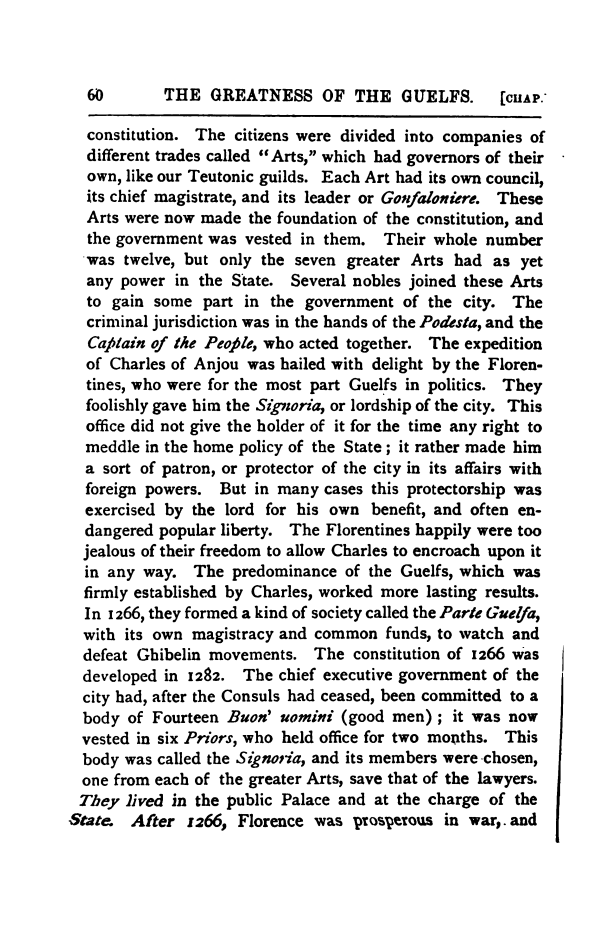 60 THE GREATNESS OF THE GUELFS. [CHAP.
constitution. The citizens were divided into companies of
different trades called “Arts,” which had governors of their
own, like our Teutonic guilds. Each Art had its own council,
its chief magistrate, and its leader or Gonfaloniere. These
Arts were now made the foundation of the constitution, and
the government was vested in them. Their whole number
was twelve, but only the seven greater Arts had as yet
any power in the State. Several nobles joined these Arts
to gain some part in the government of the city. The
criminal jurisdiction was in the hands of the Podesta, and the
Captain of the People, who acted together. The expedition
of Charles of Anjou was hailed with delight by the Floren-
tines, who were for the most part Guelfs in politics. They
foolishly gave him the Signoria, or lordship of the city. This
office did not give the holder of it for the time any right to
meddle in the home policy of the State; it rather made him
a sort of patron, or protector of the city in its affairs with
foreign powers. But in many cases this protectorship was
exercised by the lord for his own benefit, and often en-
dangered popular liberty. The Florentines happily were too
jealous of their freedom to allow Charles to encroach upon it
in any way. The predominance of the Guelfs, which was
firmly established by Charles, worked more lasting results.
In 1266, they formed a kind of society called the Parte Guelfa,
with its own magistracy and common funds, to watch and
defeat Ghibelin movements. The constitution of 1266 was
developed in 1282. The chief executive government of the
city had, after the Consuls had ceased, been committed to a
body of Fourteen Buon' uomini (good men); it was now
vested in six Priors, who held office for two months. This
body was called the Signoria, and its members were chosen,
one from each of the greater Arts, save that of the lawyers.
They lived in the public Palace and at the charge of the
State. After 1266, Florence was prosperous in war, and